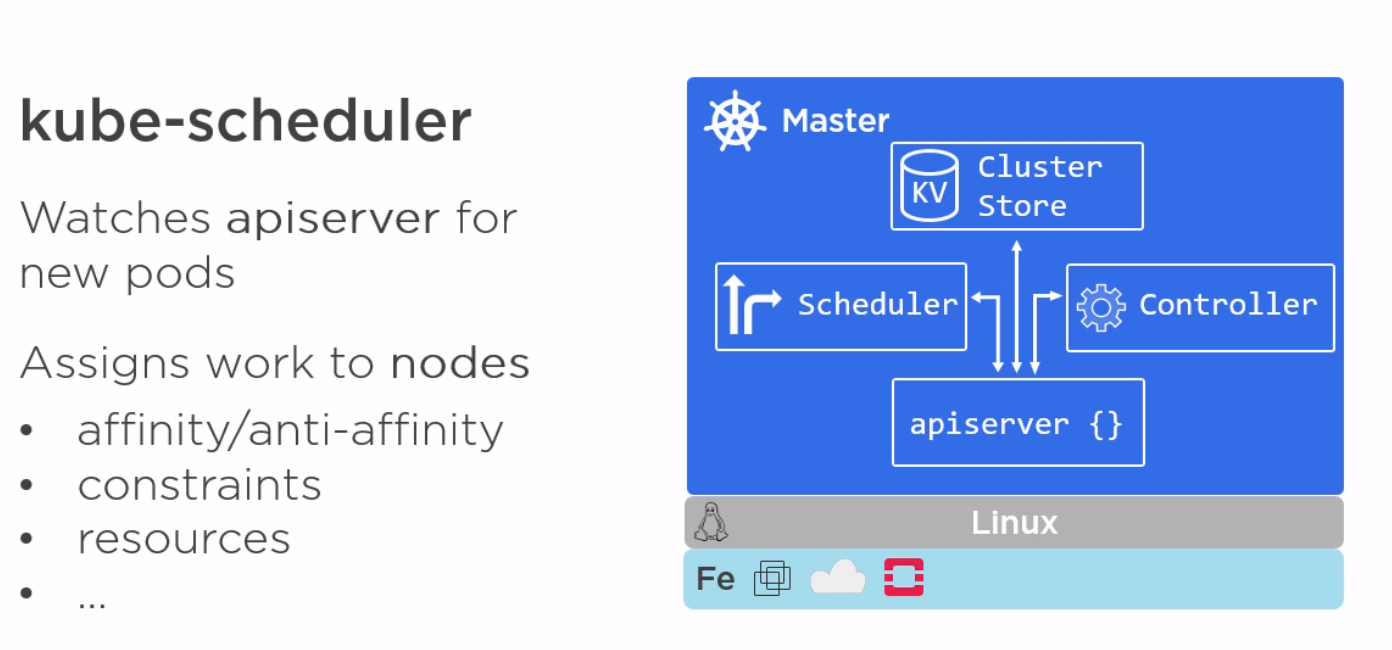 kube-scheduler
Watches apiserver for
new pods
Assigns work to nodes
• affinity/anti-affinity
• constraints
• resources
• ...
Master
KV
Cluster
Store
Scheduler
Controller
apiserver {}
Linux
Fe